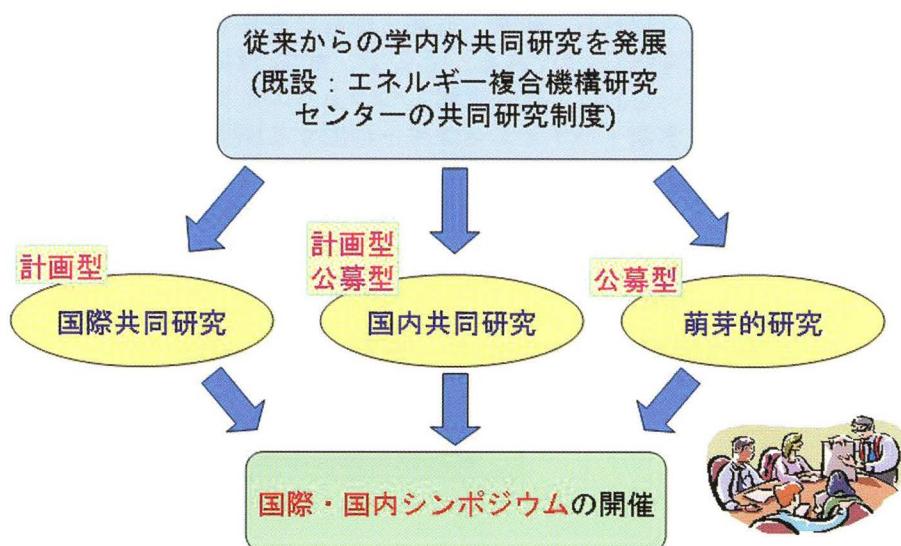 従来からの学内外共同研究を発展
(既設：エネルギー複合機構研究
センターの共同研究制度)
計画型
国際共同研究
計画型
公募型
国内共同研究
公募型
萌芽的研究
国際・国内シンポジウムの開催